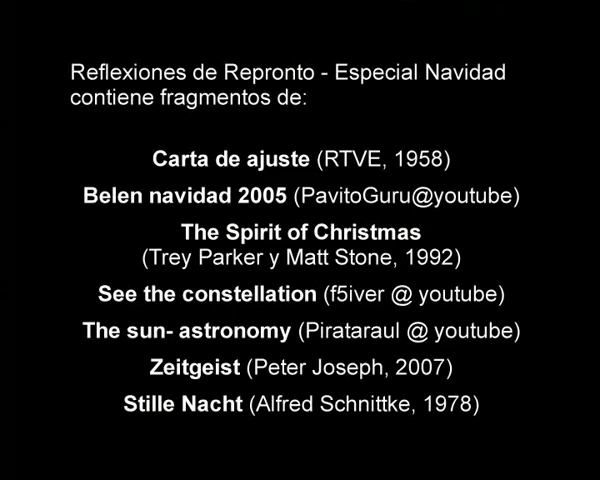 Reflexiones de Repronto - Especial Navidad
contiene fragmentos de:
Carta de ajuste (RTVE, 1958)
Belen navidad 2005 (PavitoGuru@youtube)
The Spirit of Christmas
(Trey Parker y Matt Stone, 1992)
See the constellation (f5iver @ youtube)
The sun- astronomy (Pirataraul @ youtube)
Zeitgeist (Peter Joseph, 2007)
Stille Nacht (Alfred Schnittke, 1978)